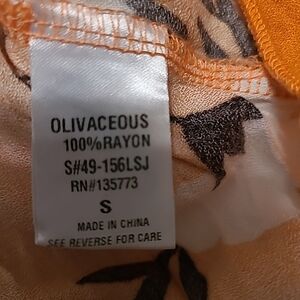 OLIVACEOUS
100%RAYON
S#49-156LSJ
RN#135773
S
MADE IN CHINA
SEE REVERSE FOR CARE